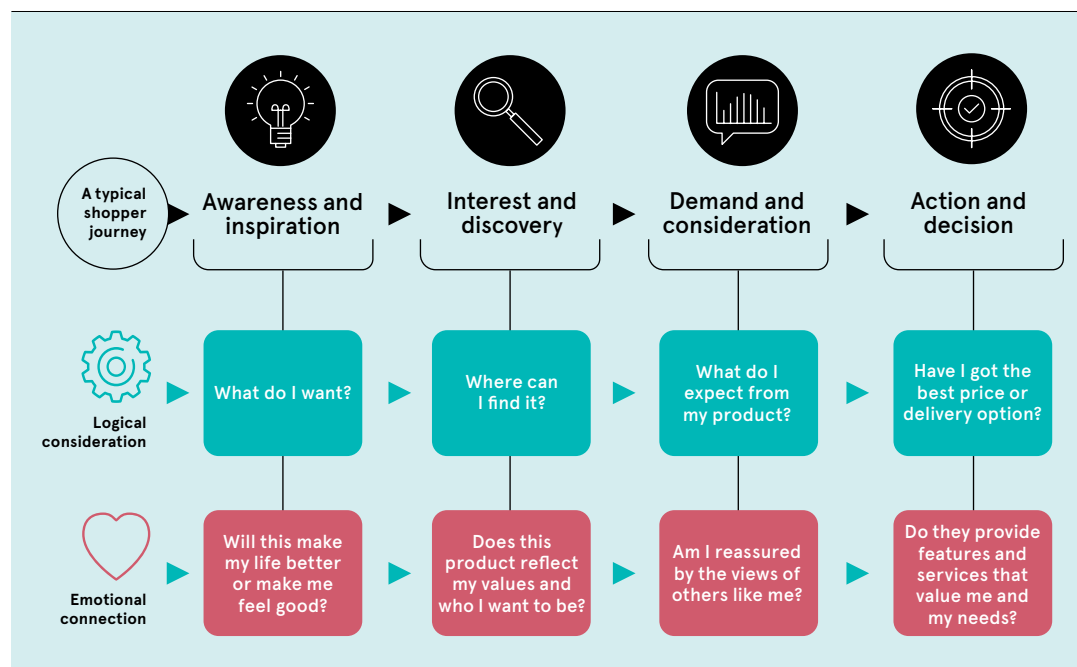 A typical
shopper
journey
Awareness and
inspiration
Interest and
discovery
Demand and
consideration
Action and
decision
Logical
consideration
What do I want?
Where can
I find it?
What do I
expect from
my product?
Have I got the
best price or
delivery option?
Emotional
connection
Will this make
my life better
or make me
feel good?
Does this
product reflect
my values and
who I want to be?
Am I reassured
by the views of
others like me?
Do they provide
features and
services that
value me and
my needs?